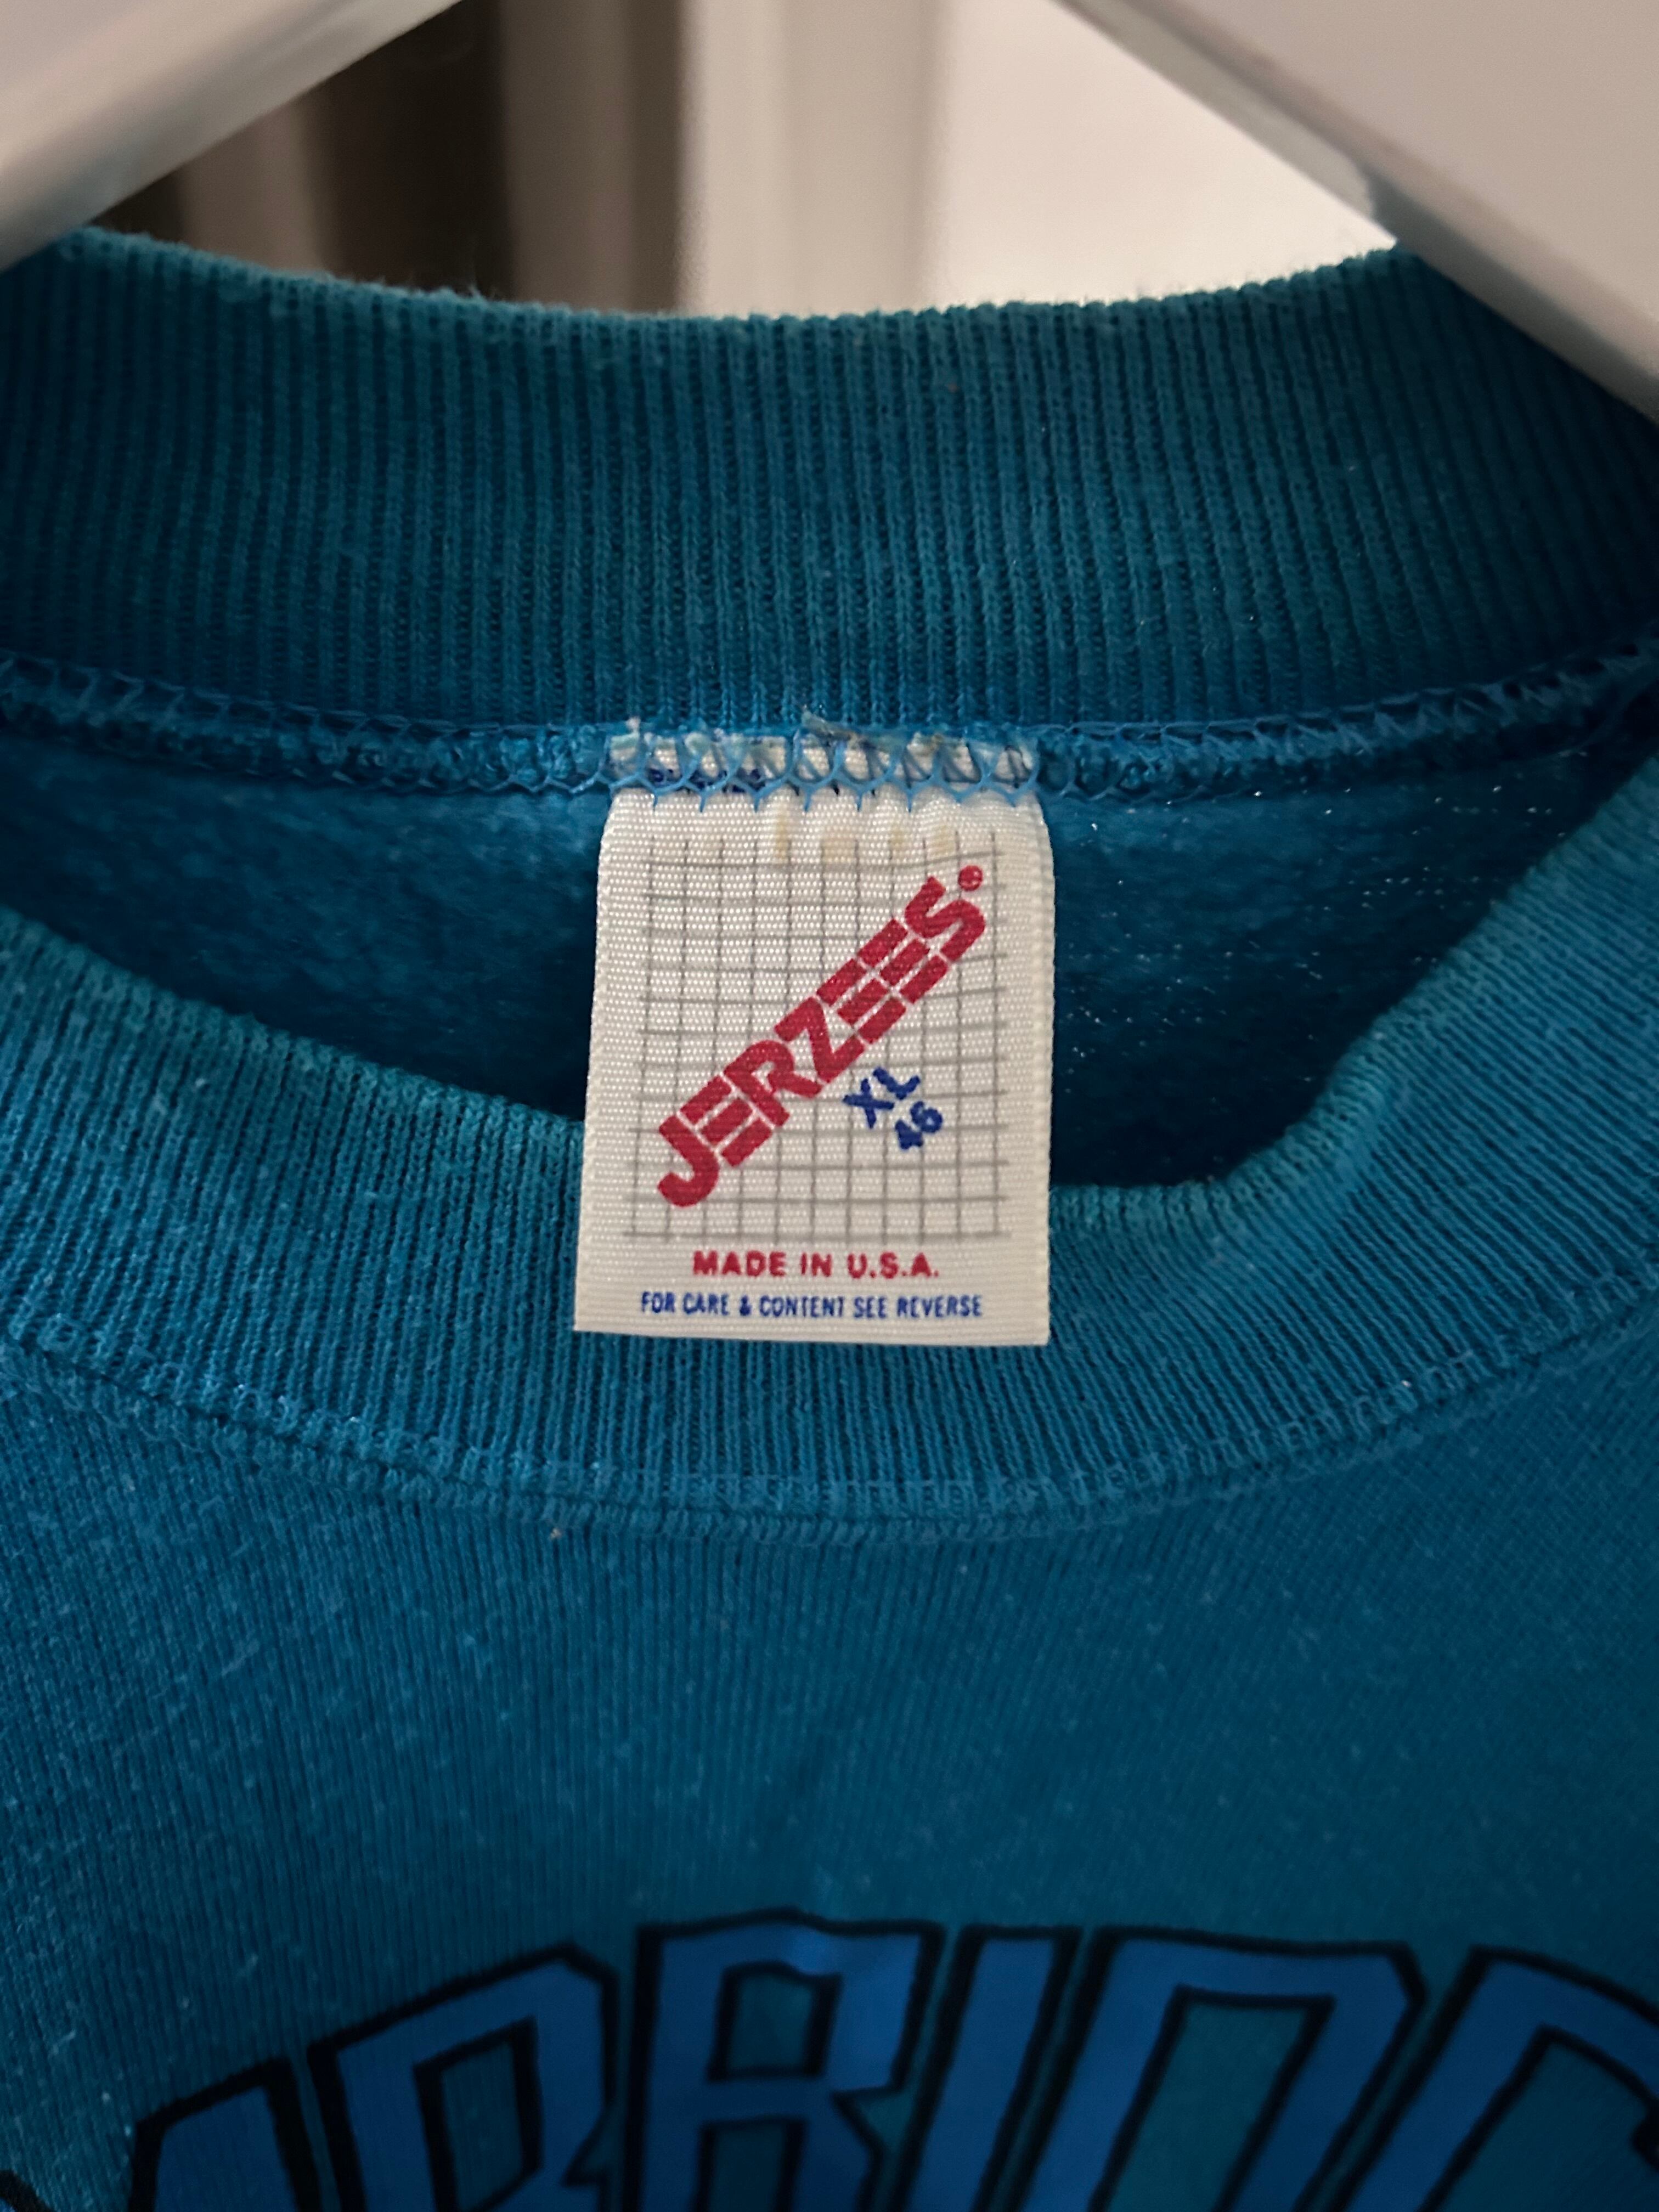 JERZEES®
XL
46
MADE IN U.S.A.
FOR CARE & CONTENT SEE REVERSE